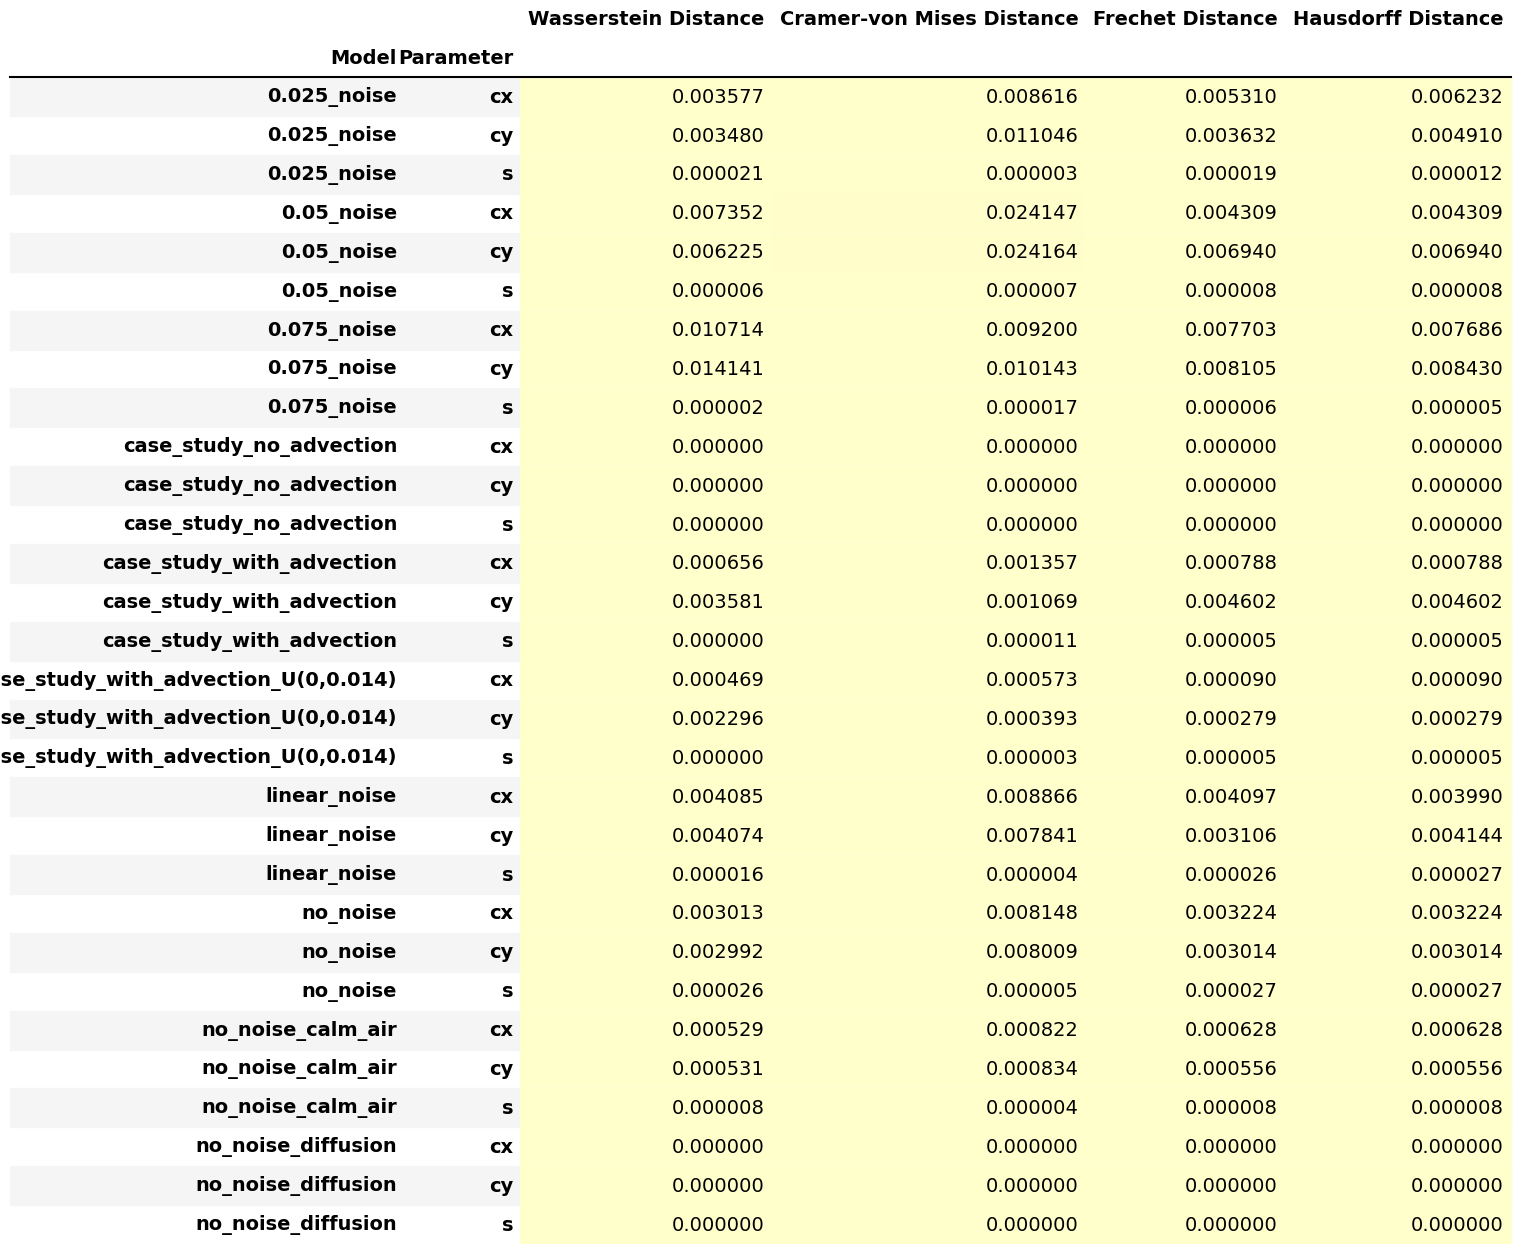 Wasserstein Distance Cramer-von Mises Distance Frechet Distance Hausdorff Distance
Model Parameter
0.025_noise cx 0.003577 0.008616 0.005310 0.006232
0.025_noise cy 0.003480 0.011046 0.003632 0.004910
0.025_noise s 0.000021 0.000003 0.000019 0.000012
0.05_noise cx 0.007352 0.024147 0.004309 0.004309
0.05_noise cy 0.006225 0.024164 0.006940 0.006940
0.05_noise s 0.000006 0.000007 0.000008 0.000008
0.075_noise cx 0.010714 0.009200 0.007703 0.007686
0.075_noise cy 0.014141 0.010143 0.008105 0.008430
0.075_noise s 0.000002 0.000017 0.000006 0.000005
case_study_no_advection cx 0.000000 0.000000 0.000000 0.000000
case_study_no_advection cy 0.000000 0.000000 0.000000 0.000000
case_study_no_advection s 0.000000 0.000000 0.000000 0.000000
case_study_with_advection cx 0.000656 0.001357 0.000788 0.000788
case_study_with_advection cy 0.003581 0.001069 0.004602 0.004602
case_study_with_advection s 0.000000 0.000011 0.000005 0.000005
se_study_with_advection_U(0,0.014) cx 0.000469 0.000573 0.000090 0.000090
se_study_with_advection_U(0,0.014) cy 0.002296 0.000393 0.000279 0.000279
se_study_with_advection_U(0,0.014) s 0.000000 0.000003 0.000005 0.000005
linear_noise cx 0.004085 0.008866 0.004097 0.003990
linear_noise cy 0.004074 0.007841 0.003106 0.004144
linear_noise s 0.000016 0.000004 0.000026 0.000027
no_noise cx 0.003013 0.008148 0.003224 0.003224
no_noise cy 0.002992 0.008009 0.003014 0.003014
no_noise s 0.000026 0.000005 0.000027 0.000027
no_noise_calm_air cx 0.000529 0.000822 0.000628 0.000628
no_noise_calm_air cy 0.000531 0.000834 0.000556 0.000556
no_noise_calm_air s 0.000008 0.000004 0.000008 0.000008
no_noise_diffusion cx 0.000000 0.000000 0.000000 0.000000
no_noise_diffusion cy 0.000000 0.000000 0.000000 0.000000
no_noise_diffusion s 0.000000 0.000000 0.000000 0.000000